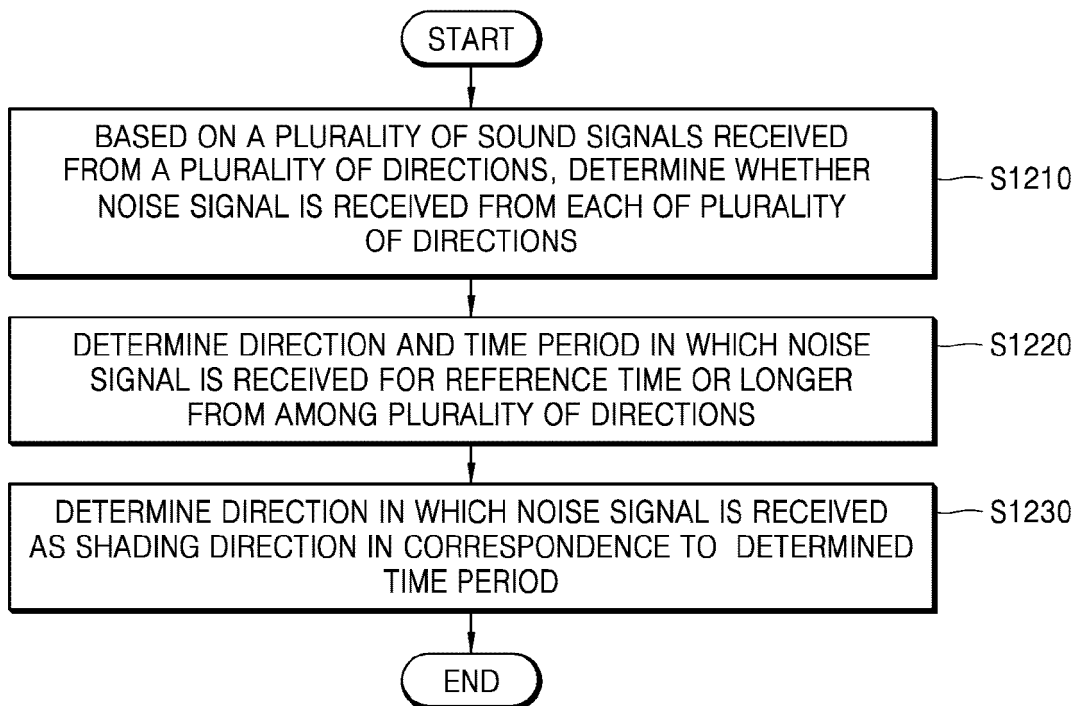 START
BASED ON A PLURALITY OF SOUND SIGNALS RECEIVED
FROM A PLURALITY OF DIRECTIONS, DETERMINE WHETHER
NOISE SIGNAL IS RECEIVED FROM EACH OF PLURALITY
OF DIRECTIONS
S1210
DETERMINE DIRECTION AND TIME PERIOD IN WHICH NOISE
SIGNAL IS RECEIVED FOR REFERENCE TIME OR LONGER
FROM AMONG PLURALITY OF DIRECTIONS
S1220
DETERMINE DIRECTION IN WHICH NOISE SIGNAL IS RECEIVED
AS SHADING DIRECTION IN CORRESPONDENCE TO DETERMINED
TIME PERIOD
S1230
END